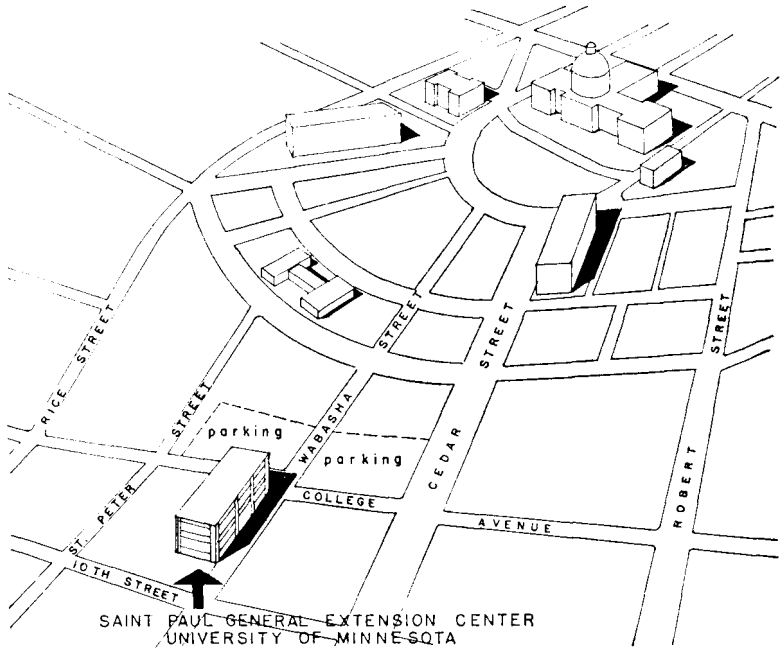 RICE STREET
ST. PETER STREET
WABASHA STREET
CEDAR STREET
ROBERT STREET
parking
parking
COLLEGE AVENUE
10TH STREET
SAINT PAUL GENERAL EXTENSION CENTER
UNIVERSITY OF MINNESOTA